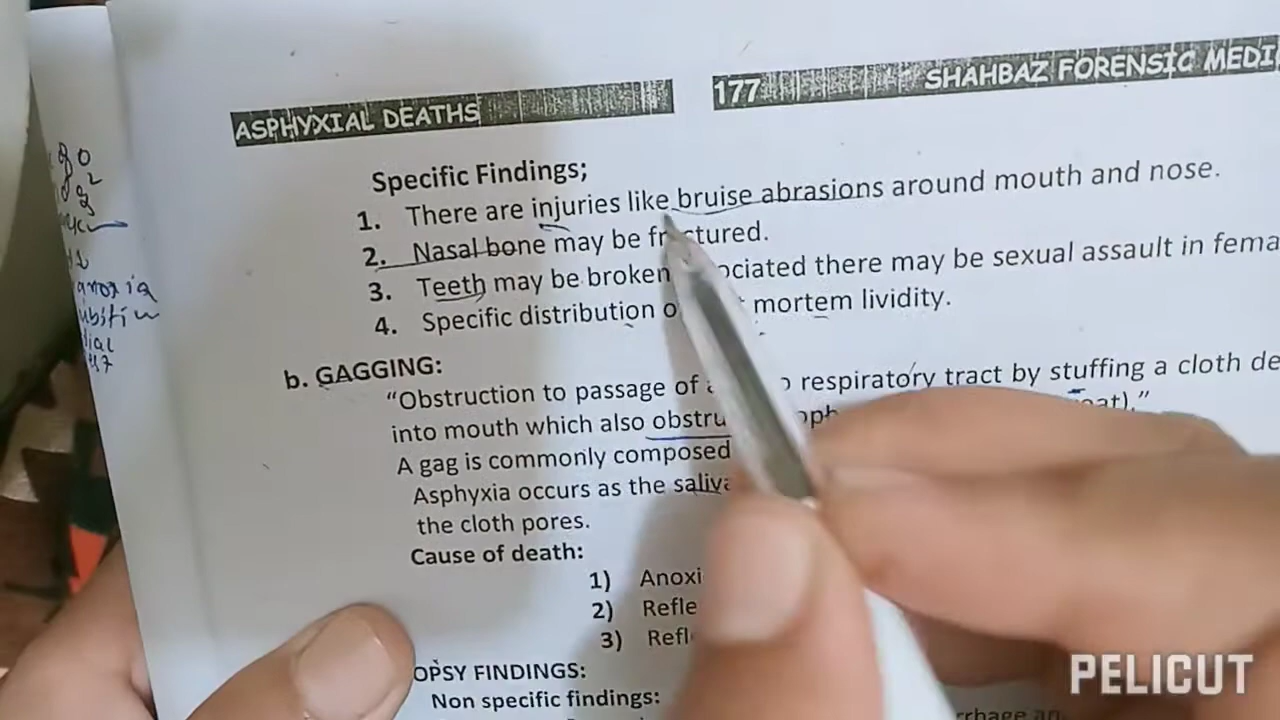 ASPHYXIAL DEATHS
177 SHAHBAZ FORENSIC MEDI
Specific Findings;
1. There are injuries like bruise abrasions around mouth and nose.
2. Nasal bone may be fractured.
3. Teeth may be broken ociated there may be sexual assault in fema
4. Specific distribution o mortem lividity.
b. GAGGING:
"Obstruction to passage of a o respiratory tract by stuffing a cloth de
into mouth which also obstru oph oat)."
A gag is commonly composed
Asphyxia occurs as the saliva
the cloth pores.
Cause of death:
1) Anoxi
2) Refle
3) Refl
OPSY FINDINGS:
Non specific findings:
rrhage an
anoxia
PELICUT